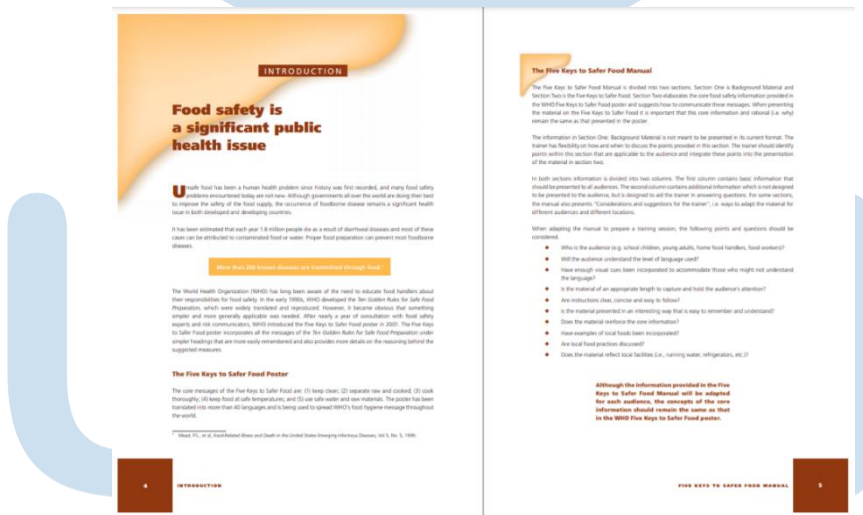 INTRODUCTION
Food safety is
a significant public
health issue
Unsafe food has been a human health problem since history was first recorded, and many food safety
problems encountered today are not new. Although governments all over the world are doing their best
to improve the safety of the food supply, the occurrence of foodborne disease remains a significant health
issue in both developed and developing countries.
It has been estimated that each year 1.8 million people die as a result of diarrhoeal diseases and most of these
cases can be attributed to contaminated food or water. Proper food preparation can prevent most foodborne
diseases.
More than 200 known diseases are transmitted through food.¹
The World Health Organization (WHO) has long been aware of the need to educate food handlers about
their responsibilities for food safety. In the early 1990s, WHO developed the Ten Golden Rules for Safe Food
Preparation, which were widely translated and reproduced. However, it became obvious that something
simpler and more generally applicable was needed. After nearly a year of consultation with food safety
experts and risk communicators, WHO introduced the Five Keys to Safer Food poster in 2001. The Five Keys
to Safer Food poster incorporates all the messages of the Ten Golden Rules for Safe Food Preparation under
simpler headings that are more easily remembered and also provides more details on the reasoning behind the
suggested measures.
The Five Keys to Safer Food Poster
The core messages of the Five Keys to Safer Food are: (1) keep clean; (2) separate raw and cooked; (3) cook
thoroughly; (4) keep food at safe temperatures; and (5) use safe water and raw materials. The poster has been
translated into more than 40 languages and is being used to spread WHO's food hygiene message throughout
the world.
¹ Mead, P.S., et al, Food-Related Illness and Death in the United States Emerging Infectious Diseases, Vol 5, No. 5, 1999.
4 INTRODUCTION
The Five Keys to Safer Food Manual
The Five Keys to Safer Food Manual is divided into two sections. Section One is Background Material and
Section Two is the Five Keys to Safer Food. Section Two elaborates the core food safety information provided in
the WHO Five Keys to Safer Food poster and suggests how to communicate these messages. When presenting
the material on the Five Keys to Safer Food it is important that this core information and rational (i.e. why)
remain the same as that presented in the poster.
The information in Section One: Background Material is not meant to be presented in its current format. The
trainer has flexibility on how and when to discuss the points provided in this section. The trainer should identify
points within this section that are applicable to the audience and integrate these points into the presentation
of the material in section two.
In both sections information is divided into two columns. The first column contains basic information that
should be presented to all audiences. The second column contains additional information which is not designed
to be presented to the audience, but is designed to aid the trainer in answering questions. For some sections,
the manual also presents "Considerations and suggestions for the trainer", i.e. ways to adapt the material for
different audiences and different locations.
When adapting the manual to prepare a training session, the following points and questions should be
considered.
● Who is the audience (e.g. school children, young adults, home food handlers, food workers)?
● Will the audience understand the level of language used?
● Have enough visual cues been incorporated to accommodate those who might not understand
the language?
● Is the material of an appropriate length to capture and hold the audience's attention?
● Are instructions clear, concise and easy to follow?
● Is the material presented in an interesting way that is easy to remember and understand?
● Does the material reinforce the core information?
● Have examples of local foods been incorporated?
● Are local food practices discussed?
● Does the material reflect local facilities (i.e., running water, refrigerators, etc.)?
Although the information provided in the Five
Keys to Safer Food Manual will be adapted
for each audience, the concepts of the core
information should remain the same as that
in the WHO Five Keys to Safer Food poster.
FIVE KEYS TO SAFER FOOD MANUAL 5